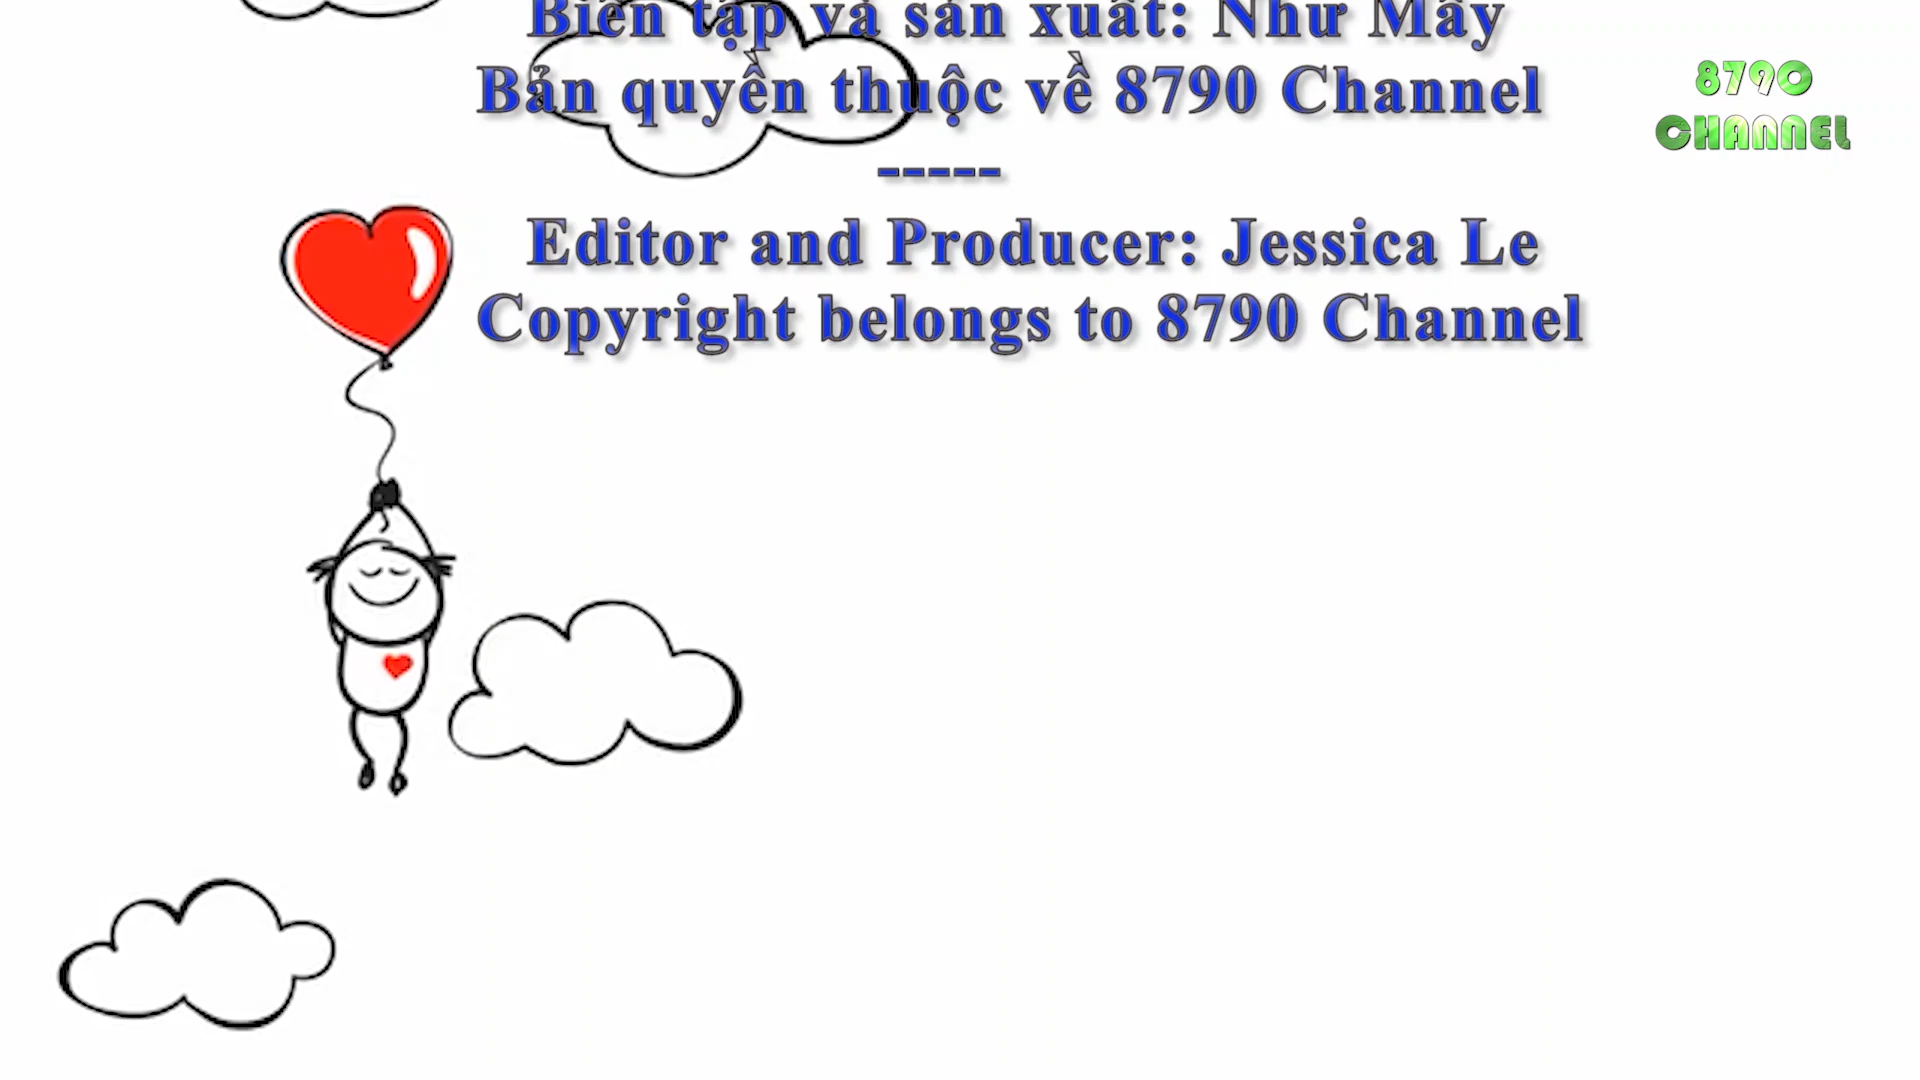 Biên tập và sản xuất: Như Mây
Bản quyền thuộc về 8790 Channel
-----
Editor and Producer: Jessica Le
Copyright belongs to 8790 Channel
8790
CHANNEL